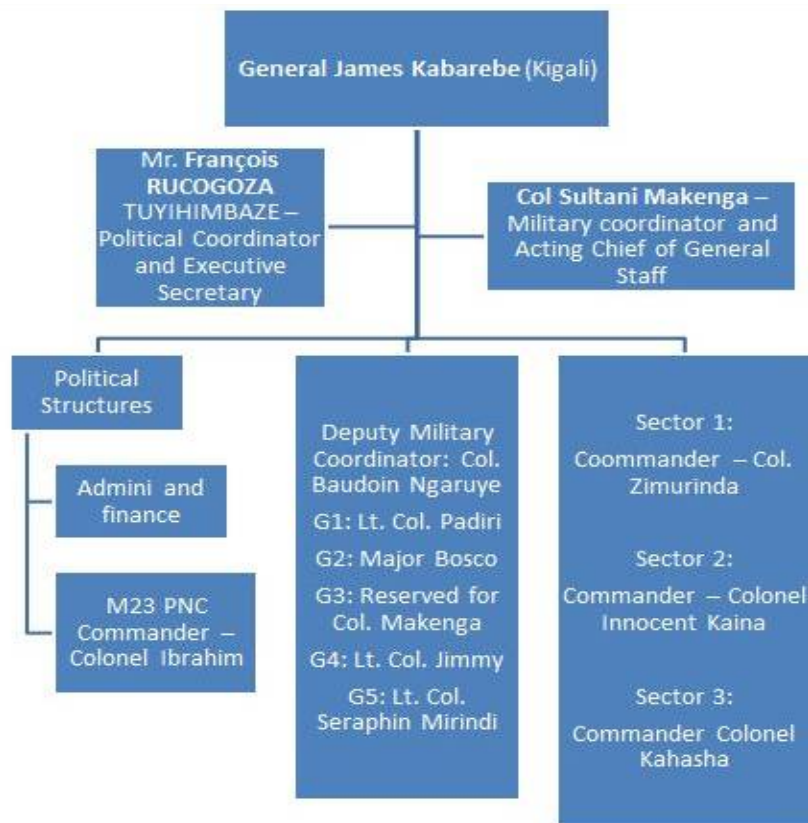 General James Kabarebe (Kigali)
Mr. François
RUCOGOZA
TUYIHIMBAZE –
Political Coordinator
and Executive
Secretary
Col Sultani Makenga –
Military coordinator and
Acting Chief of General
Staff
Political
Structures
Admini and
finance
M23 PNC
Commander –
Colonel Ibrahim
Deputy Military
Coordinator: Col.
Baudoin Ngaruye
G1: Lt. Col. Padiri
G2: Major Bosco
G3: Reserved for
Col. Makenga
G4: Lt. Col. Jimmy
G5: Lt. Col.
Seraphin Mirindi
Sector 1:
Coommander – Col.
Zimurinda
Sector 2:
Commander – Colonel
Innocent Kaina
Sector 3:
Commander Colonel
Kahasha